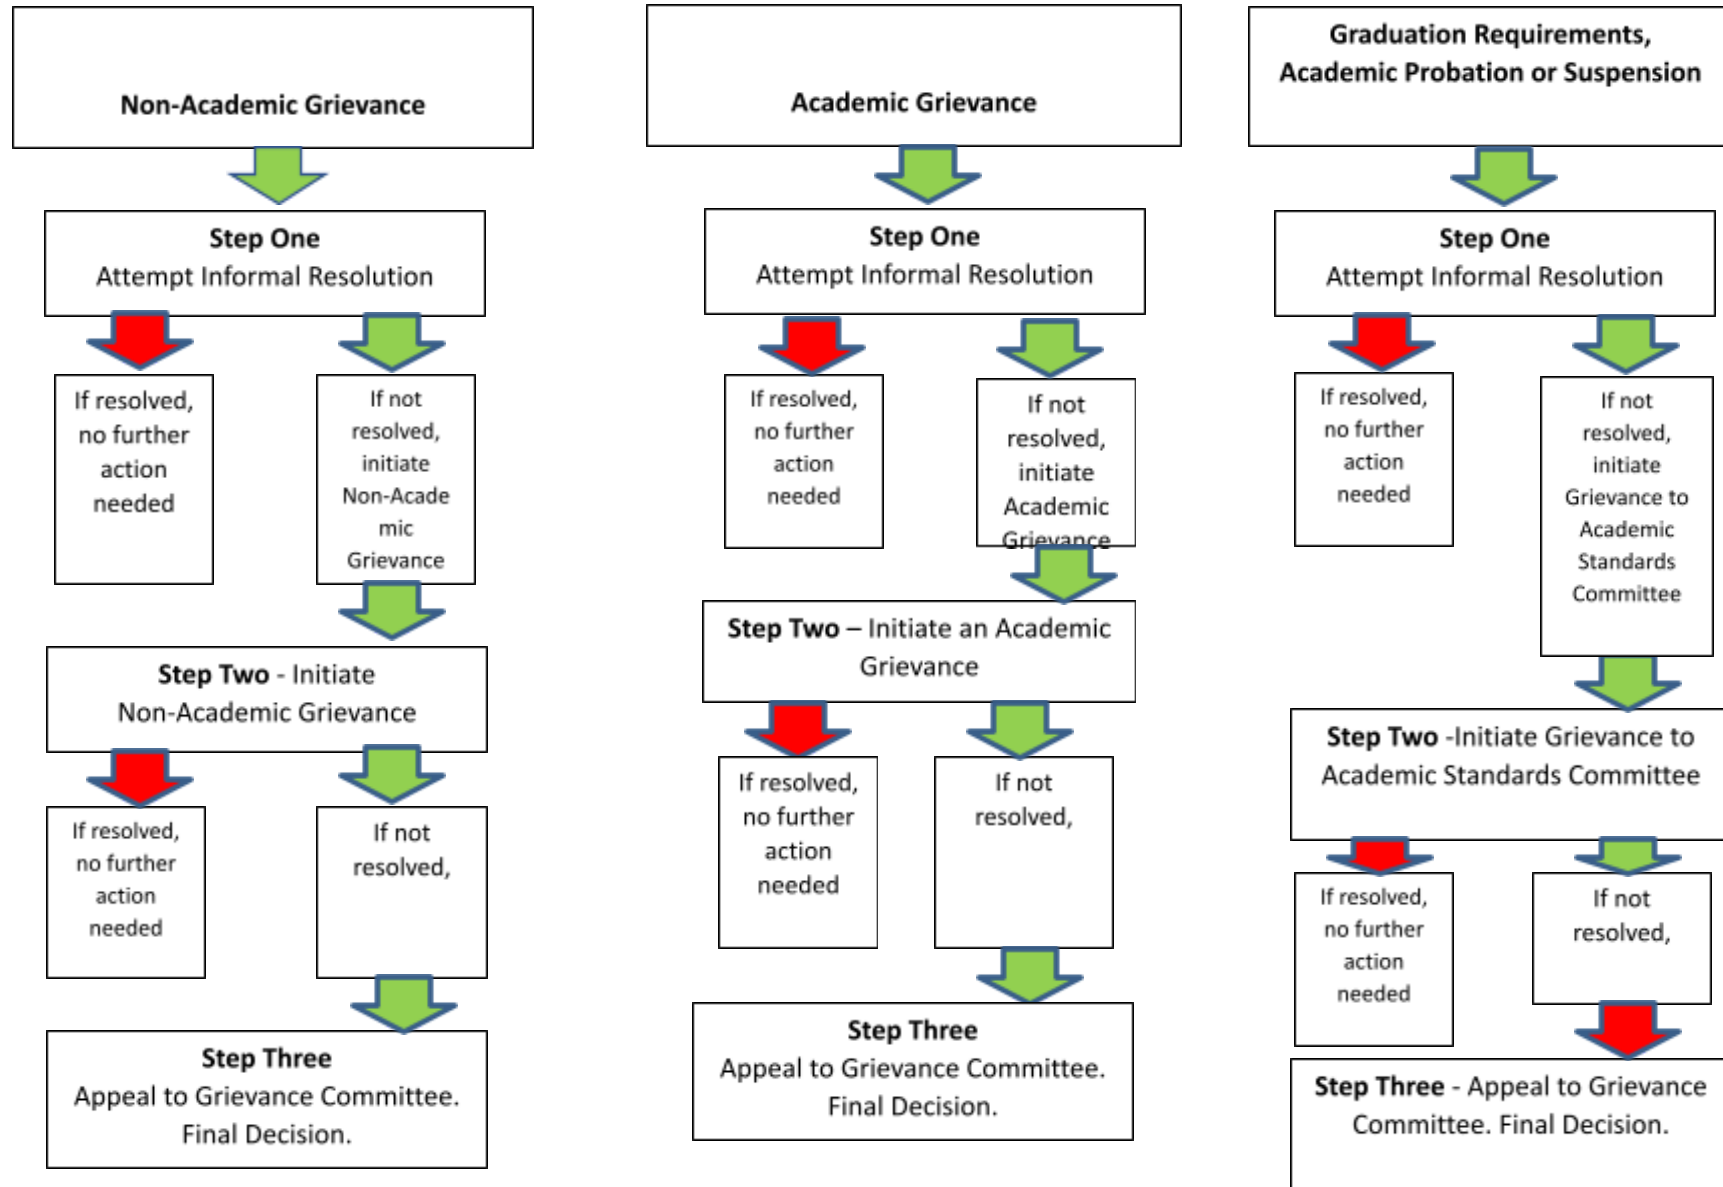 Non-Academic Grievance
Step One
Attempt Informal Resolution
If resolved,
no further
action
needed
If not
resolved,
initiate
Non-Acade
mic
Grievance
Step Two - Initiate
Non-Academic Grievance
If resolved,
no further
action
needed
If not
resolved,
Step Three
Appeal to Grievance Committee.
Final Decision.
Academic Grievance
Step One
Attempt Informal Resolution
If resolved,
no further
action
needed
If not
resolved,
initiate
Academic
Grievance
Step Two – Initiate an Academic
Grievance
If resolved,
no further
action
needed
If not
resolved,
Step Three
Appeal to Grievance Committee.
Final Decision.
Graduation Requirements,
Academic Probation or Suspension
Step One
Attempt Informal Resolution
If resolved,
no further
action
needed
If not
resolved,
initiate
Grievance to
Academic
Standards
Committee
Step Two -Initiate Grievance to
Academic Standards Committee
If resolved,
no further
action
needed
If not
resolved,
Step Three - Appeal to Grievance
Committee. Final Decision.